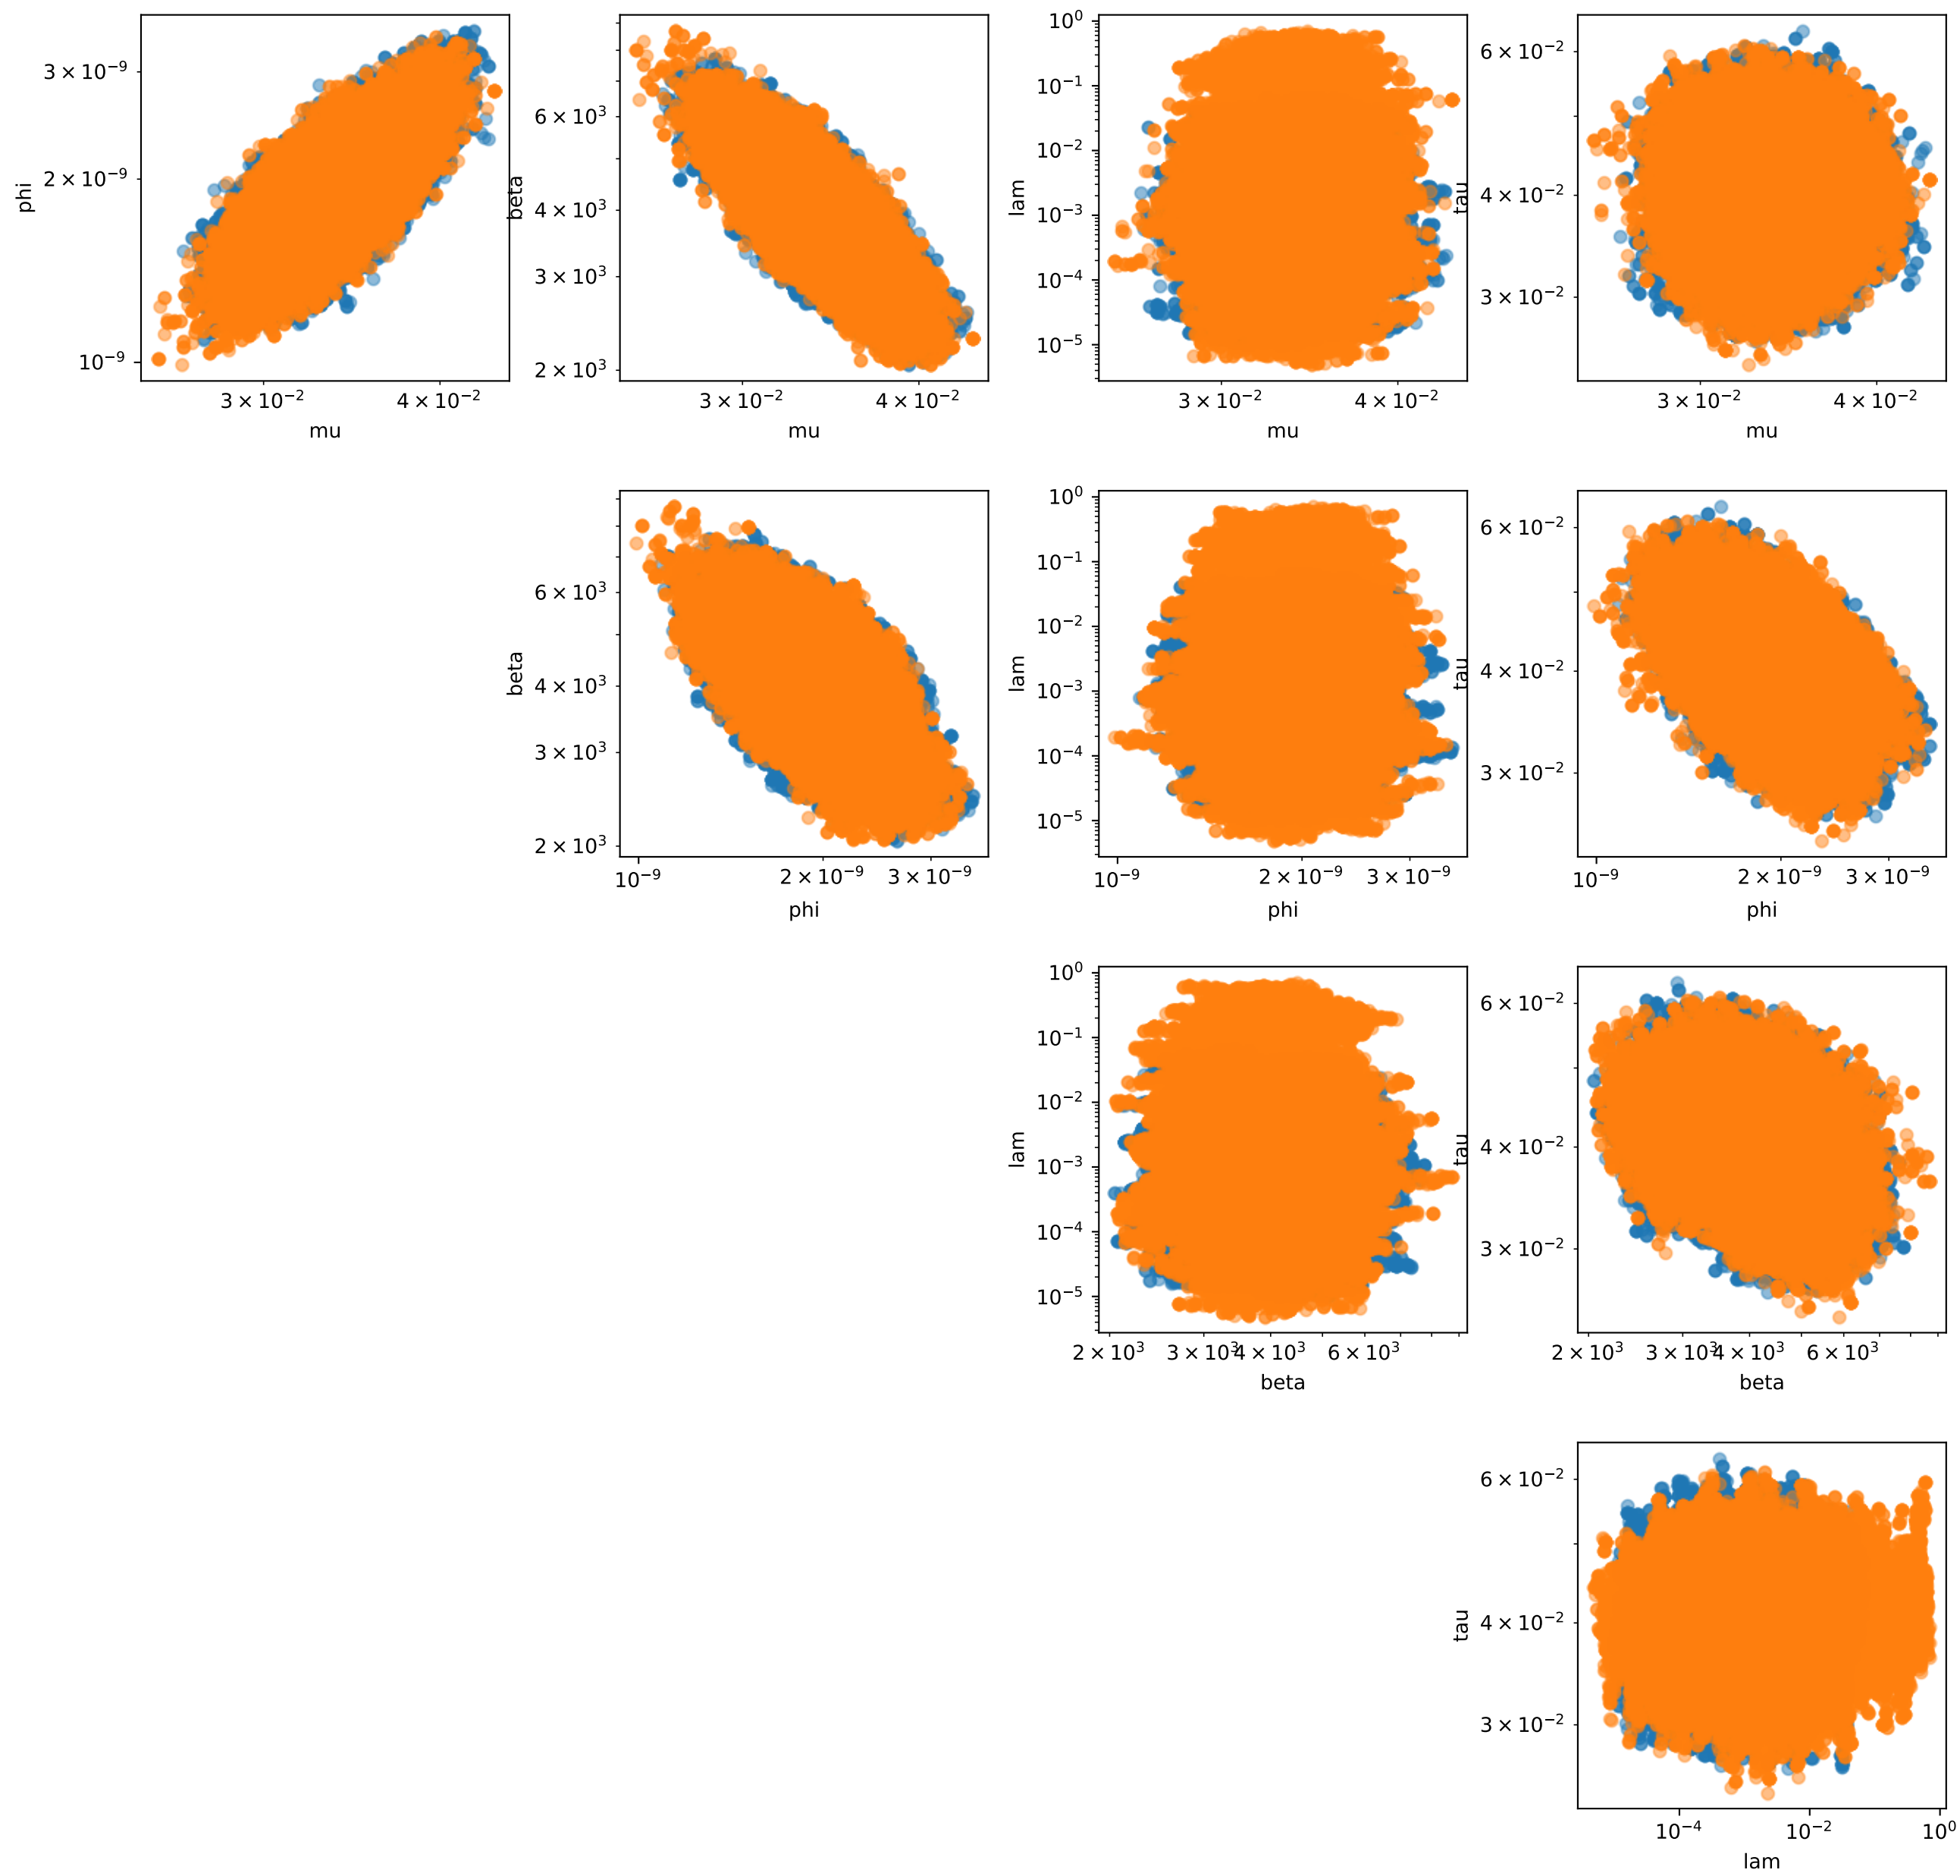 phi
3 × 10⁻⁹
2 × 10⁻⁹
10⁻⁹
3 × 10⁻² 4 × 10⁻²
mu
beta
6 × 10³
4 × 10³
3 × 10³
2 × 10³
3 × 10⁻² 4 × 10⁻²
mu
lam
10⁰
10⁻¹
10⁻²
10⁻³
10⁻⁴
10⁻⁵
3 × 10⁻² 4 × 10⁻²
mu
tau
6 × 10⁻²
4 × 10⁻²
3 × 10⁻²
3 × 10⁻² 4 × 10⁻²
mu
beta
6 × 10³
4 × 10³
3 × 10³
2 × 10³
10⁻⁹ 2 × 10⁻⁹ 3 × 10⁻⁹
phi
lam
10⁰
10⁻¹
10⁻²
10⁻³
10⁻⁴
10⁻⁵
10⁻⁹ 2 × 10⁻⁹ 3 × 10⁻⁹
phi
tau
6 × 10⁻²
4 × 10⁻²
3 × 10⁻²
10⁻⁹ 2 × 10⁻⁹ 3 × 10⁻⁹
phi
lam
10⁰
10⁻¹
10⁻²
10⁻³
10⁻⁴
10⁻⁵
2 × 10³ 3 × 10³ 4 × 10³ 6 × 10³
beta
tau
6 × 10⁻²
4 × 10⁻²
3 × 10⁻²
2 × 10³ 3 × 10³ 4 × 10³ 6 × 10³
beta
tau
6 × 10⁻²
4 × 10⁻²
3 × 10⁻²
10⁻⁴ 10⁻² 10⁰
lam